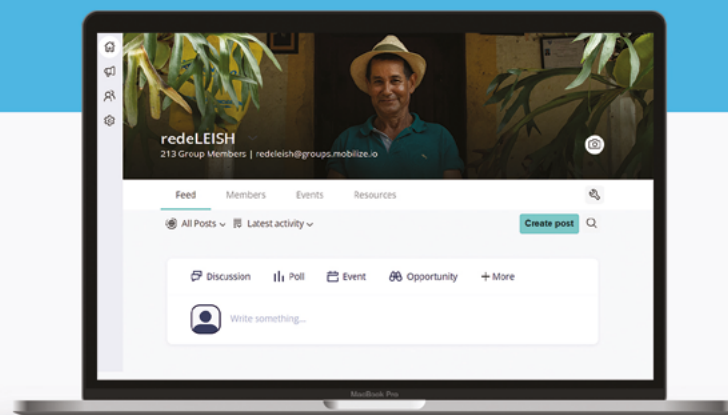 redeLEISH
213 Group Members | redeleish@groups.mobilize.io
Feed Members Events Resources
All Posts Latest activity Create post
Discussion Poll Event Opportunity + More
Write something...
MacBook Pro